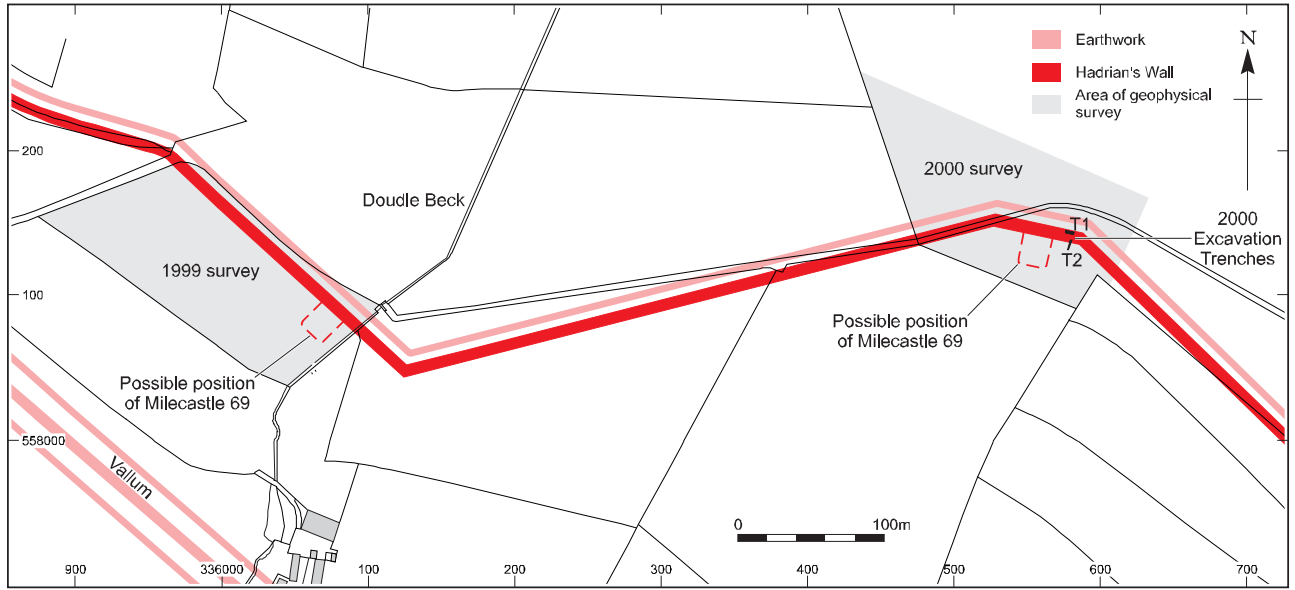 Earthwork
Hadrian's Wall
Area of geophysical
survey
N
200
2000 survey
Doudle Beck
T1
2000
Excavation
Trenches
T2
1999 survey
100
Possible position
of Milecastle 69
Possible position
of Milecastle 69
558000
Vallum
0
100m
900
336000
100
200
300
400
500
600
700